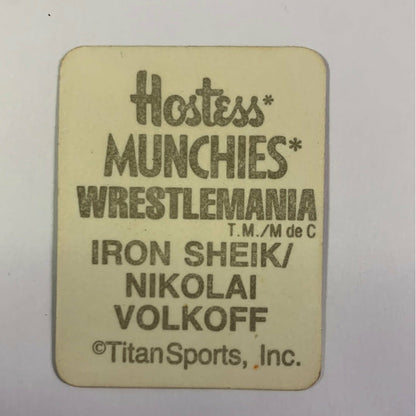 Hostess*
MUNCHIES*
WRESTLEMANIA
T.M./M de C
IRON SHEIK/
NIKOLAI
VOLKOFF
©TitanSports, Inc.